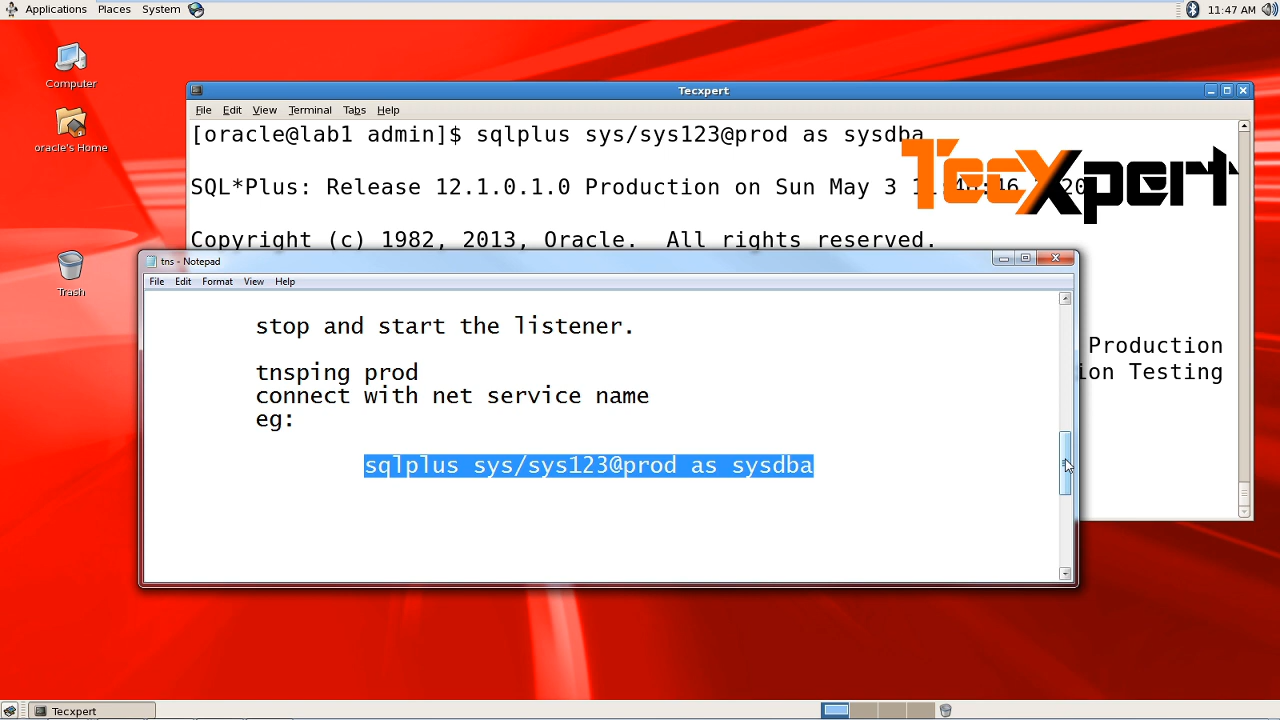 Applications Places System
11:47 AM
Computer
oracle's Home
Trash
Tecxpert
File Edit View Terminal Tabs Help
[oracle@lab1 admin]$ sqlplus sys/sys123@prod as sysdba
TecXpert
SQL*Plus: Release 12.1.0.1.0 Production on Sun May 3
Copyright (c) 1982, 2013, Oracle. All rights reserved.
Production
Testing
tns - Notepad
File Edit Format View Help
stop and start the listener.
tnsping prod
connect with net service name
eg:
sqlplus sys/sys123@prod as sysdba
Tecxpert